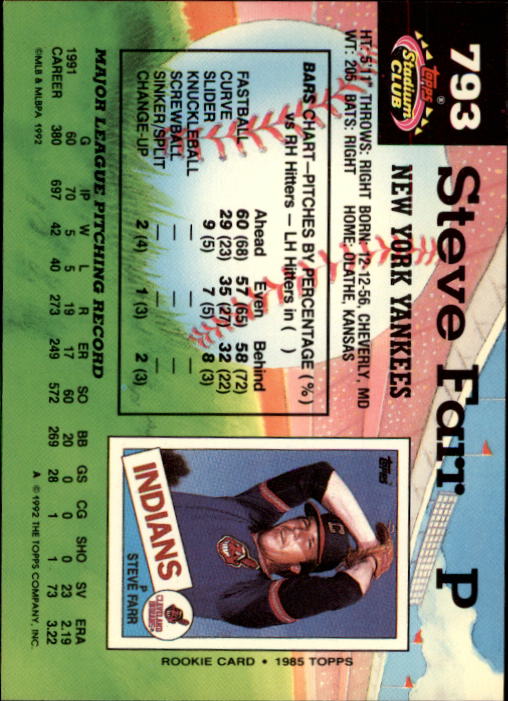 793
Topps®
Stadium
CLUB
Steve Farr P
NEW YORK YANKEES
HT: 5'11" THROWS: RIGHT BORN: 12-12-56, CHEVERLY, MD
WT: 205 BATS: RIGHT HOME: OLATHE, KANSAS
BARS CHART—PITCHES BY PERCENTAGE (%)
vs RH Hitters — LH Hitters in ( )
Ahead Even Behind
FASTBALL 60 (68) 57 (65) 58 (72)
CURVE 29 (23) 35 (27) 32 (22)
SLIDER 9 (5) 7 (5) 8 (3)
KNUCKLEBALL — — —
SCREWBALL — — —
SINKER/SPLIT — — —
CHANGE-UP 2 (4) 1 (3) 2 (3)
MAJOR LEAGUE PITCHING RECORD
G IP W L R ER SO BB GS CG SHO SV ERA
1991 60 70 5 5 19 17 60 20 0 0 0 23 2.19
CAREER 380 697 42 40 273 249 572 269 28 1 1 73 3.22
©MLB & MLBPA 1992
A © 1992 THE TOPPS COMPANY, INC.
Topps
C
INDIANS
P
STEVE FARR
CLEVELAND
INDIANS
ROOKIE CARD • 1985 TOPPS